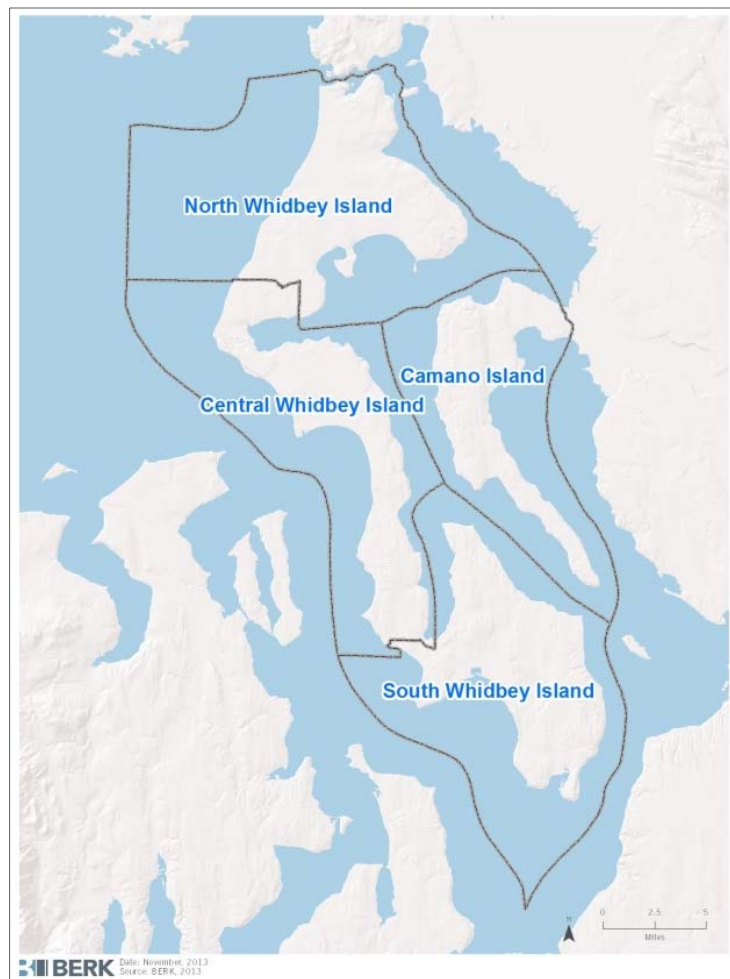 North Whidbey Island
Camano Island
Central Whidbey Island
South Whidbey Island
N
0 2.5 5
Miles
BERK Date: November, 2013
Source: BERK, 2013